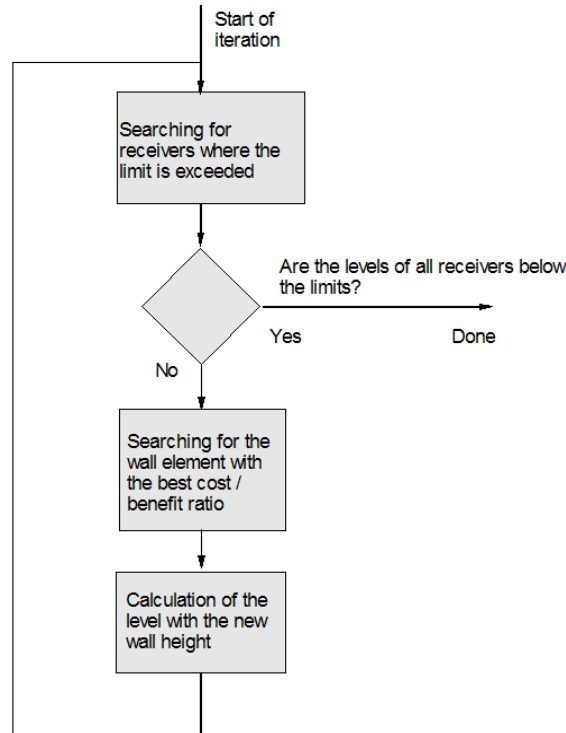 Start of
iteration
Searching for
receivers where the
limit is exceeded
Are the levels of all receivers below
the limits?
Yes
Done
No
Searching for the
wall element with
the best cost /
benefit ratio
Calculation of the
level with the new
wall height